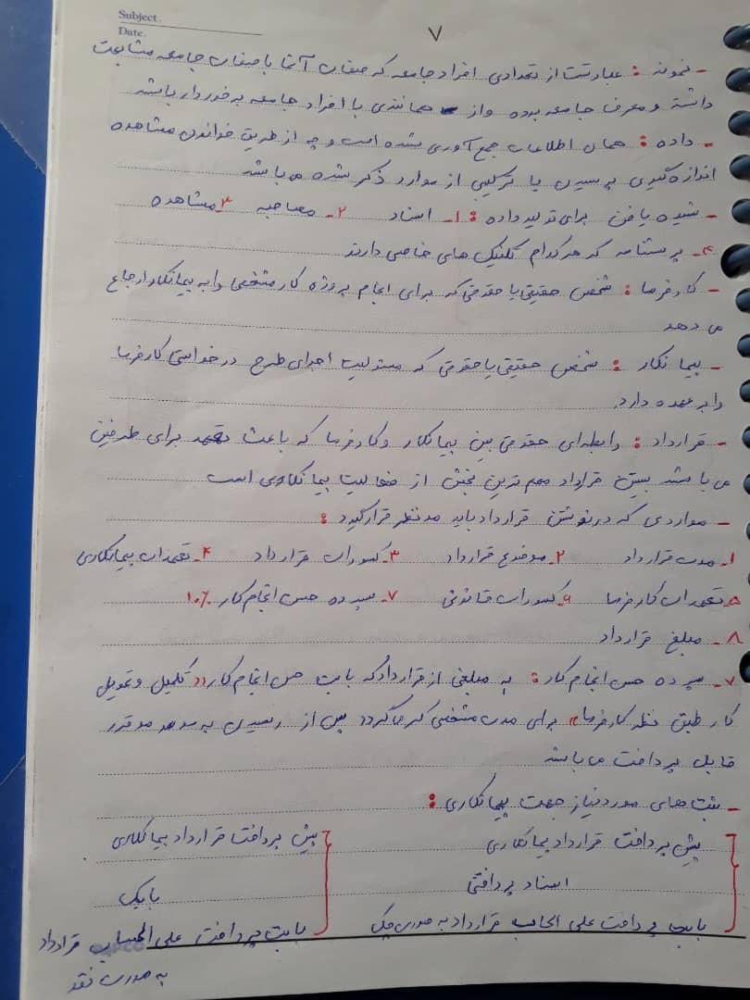 Subject.
Date.
۷
- نمونه : عبارتست از تعدادی افراد جامعه که صفات آنها با صفات جامعه مشابهت
داشته و معرف جامعه بوده و از همانندی با افراد جامعه برخوردار باشد
- داده : همان اطلاعات جمع آوری شده است و چه از طریق خواندن مشاهده
اندازه گیری پرسیدن یا ترکیبی از موارد ذکر شده می باشد
- شیوه یا فن برای تولید داده : ۱- اسناد ۲- مصاحبه ۳- مشاهده
۴- پرسشنامه که هر کدام تکنیک های خاصی دارند
- کارفرما : شخص حقیقی یا حقوقی که برای انجام پروژه کار مشخصی را به پیمانکار ارجاع
می دهد
- پیمانکار : شخص حقیقی یا حقوقی که مسئولیت اجرای طرح درخواستی کارفرما
را بر عهده دارد
- قرارداد : رابطه ای حقوقی بین پیمانکار و کارفرما که باعث تعهد برای طرفین
می باشد بستن قراداد مهم ترین بخش از فعالیت پیمانکاری است
- مواردی که در نوشتن قرارداد باید مدنظر قرار گیرد :
۱- مدت قرارداد ۲- موضوع قرارداد ۳- کسورات قرارداد ۴- تعهدات پیمانکاری
۵- تعهدات کارفرما ۶- کسورات قانونی ۷- سپرده حسن انجام کار ۱۰٪
۸- مبلغ قرارداد
۷- سپرده حسن انجام کار : به مبلغی از قرارداد که بابت حسن انجام کار «تکمیل و تحویل
کار طبق نظر کارفرما» برای مدت مشخصی کسر میگردد پس از رسیدن به موعد مقرر
قابل پرداخت می باشد
- ثبت های مورد نیاز جهت پیمانکاری :
پیش پرداخت قرارداد پیمانکاری پیش پرداخت قرارداد پیمانکاری
اسناد پرداختی بانک
بابت پرداخت علی الحساب قرارداد به صورت چک بابت پرداخت علی الحساب قرارداد
به صورت نقد